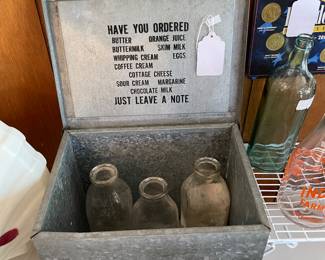 HAVE YOU ORDERED
BUTTER ORANGE JUICE
BUTTERMILK SKIM MILK
WHIPPING CREAM EGGS
COFFEE CREAM
COTTAGE CHEESE
SOUR CREAM MARGARINE
CHOCOLATE MILK
JUST LEAVE A NOTE
FARM